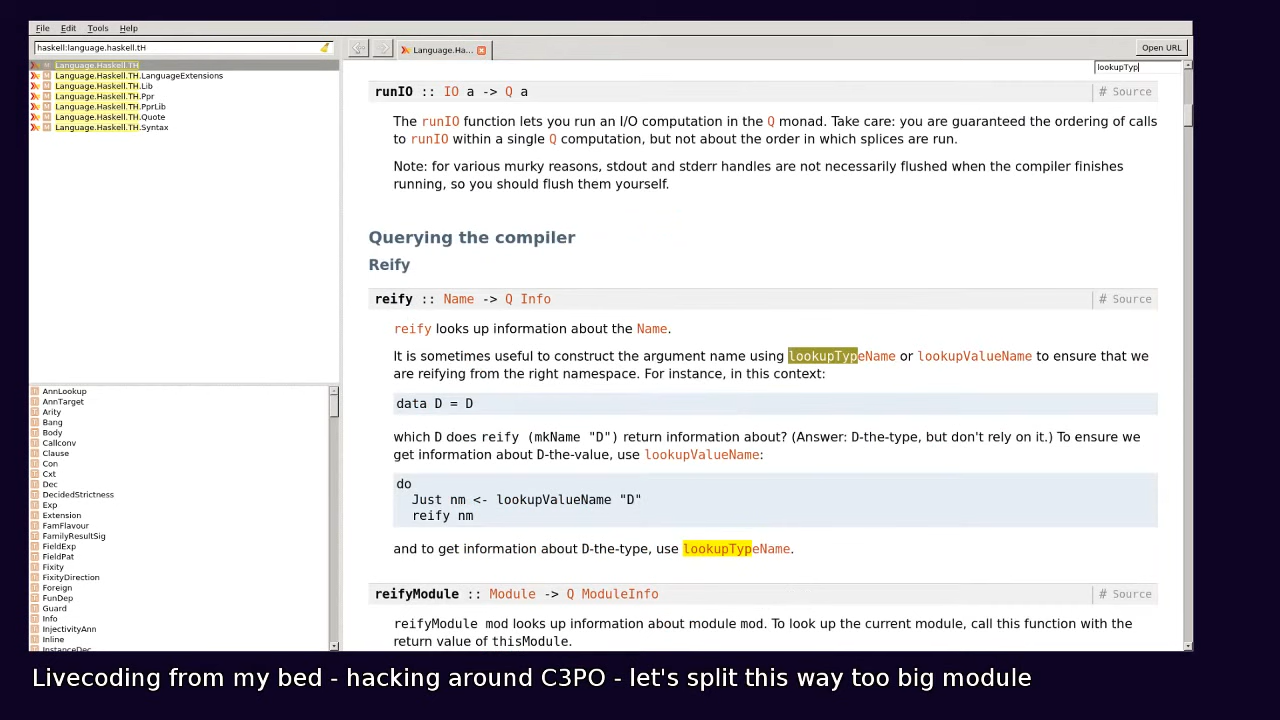 File Edit Tools Help
haskell:language.haskell.tH
Language.Ha...
Open URL
Language.Haskell.TH
Language.Haskell.TH.LanguageExtensions
Language.Haskell.TH.Lib
Language.Haskell.TH.Ppr
Language.Haskell.TH.PprLib
Language.Haskell.TH.Quote
Language.Haskell.TH.Syntax
AnnLookup
AnnTarget
Arity
Bang
Body
Callconv
Clause
Con
Cxt
Dec
DecidedStrictness
Exp
Extension
FamFlavour
FamilyResultSig
FieldExp
FieldPat
Fixity
FixityDirection
Foreign
FunDep
Guard
Info
InjectivityAnn
Inline
InstanceDec
lookupTyp
runIO :: IO a -> Q a
# Source
The runIO function lets you run an I/O computation in the Q monad. Take care: you are guaranteed the ordering of calls
to runIO within a single Q computation, but not about the order in which splices are run.
Note: for various murky reasons, stdout and stderr handles are not necessarily flushed when the compiler finishes
running, so you should flush them yourself.
Querying the compiler
Reify
reify :: Name -> Q Info
# Source
reify looks up information about the Name.
It is sometimes useful to construct the argument name using lookupTypeName or lookupValueName to ensure that we
are reifying from the right namespace. For instance, in this context:
data D = D
which D does reify (mkName "D") return information about? (Answer: D-the-type, but don't rely on it.) To ensure we
get information about D-the-value, use lookupValueName:
do
Just nm <- lookupValueName "D"
reify nm
and to get information about D-the-type, use lookupTypeName.
reifyModule :: Module -> Q ModuleInfo
# Source
reifyModule mod looks up information about module mod. To look up the current module, call this function with the
return value of thisModule.
Livecoding from my bed - hacking around C3PO - let's split this way too big module